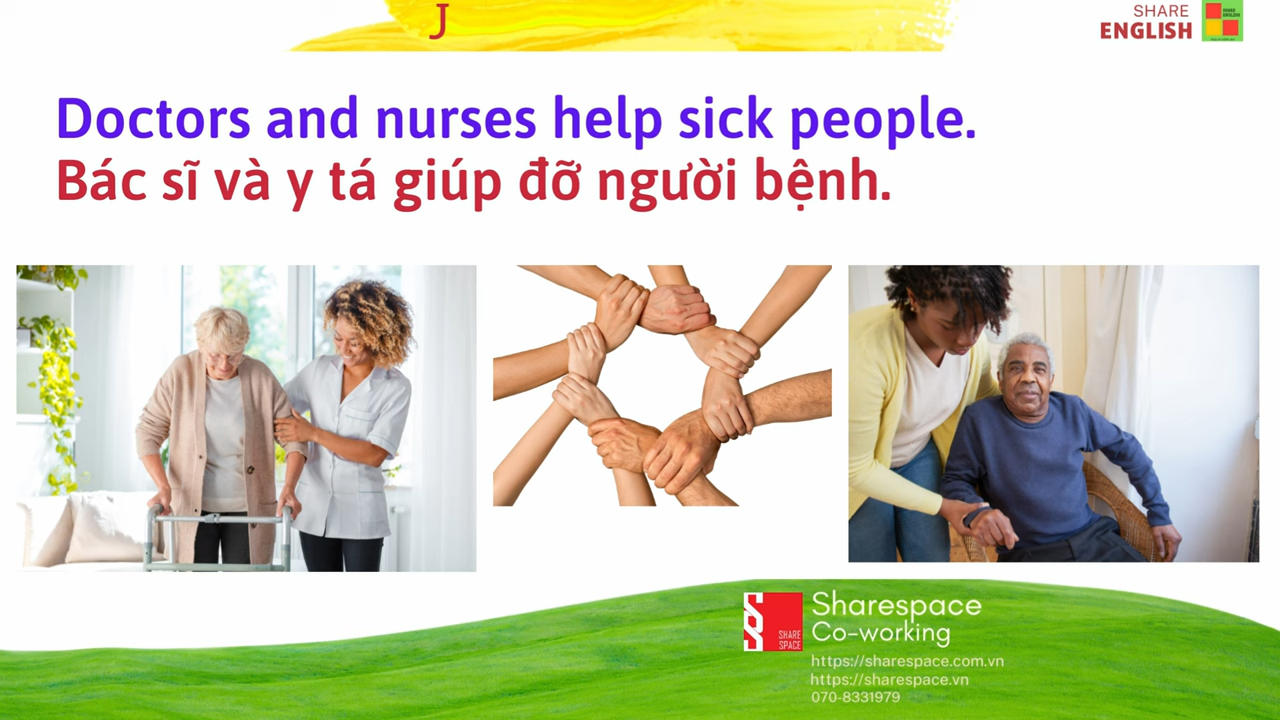 J
SHARE
ENGLISH
Doctors and nurses help sick people.
Bác sĩ và y tá giúp đỡ người bệnh.
SHARE
SPACE
Sharespace
Co-working
https://sharespace.com.vn
https://sharespace.vn
070-8331979